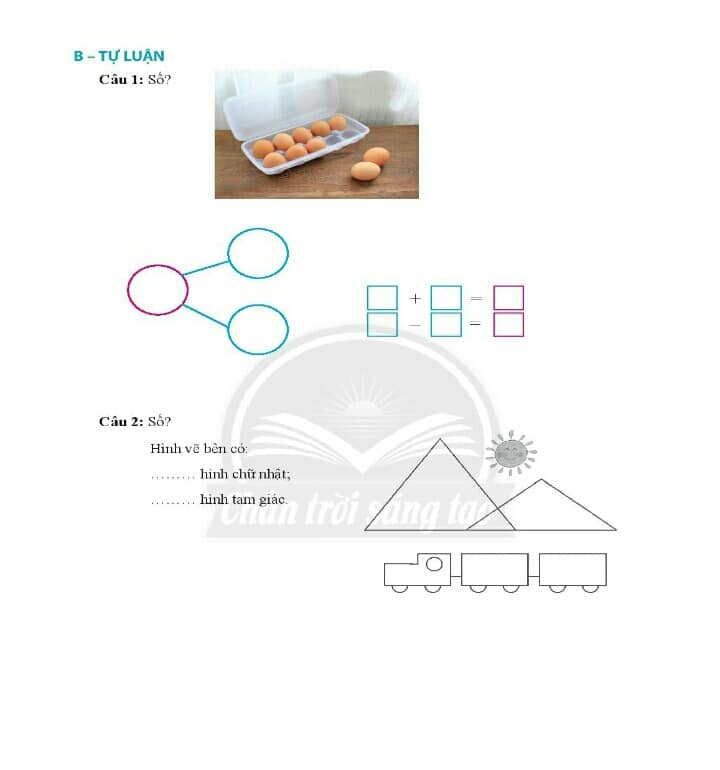 B – TỰ LUẬN
Câu 1: Số?
+ =
– =
Câu 2: Số?
Hình vẽ bên có:
......... hình chữ nhật;
......... hình tam giác.
Chân trời sáng tạo